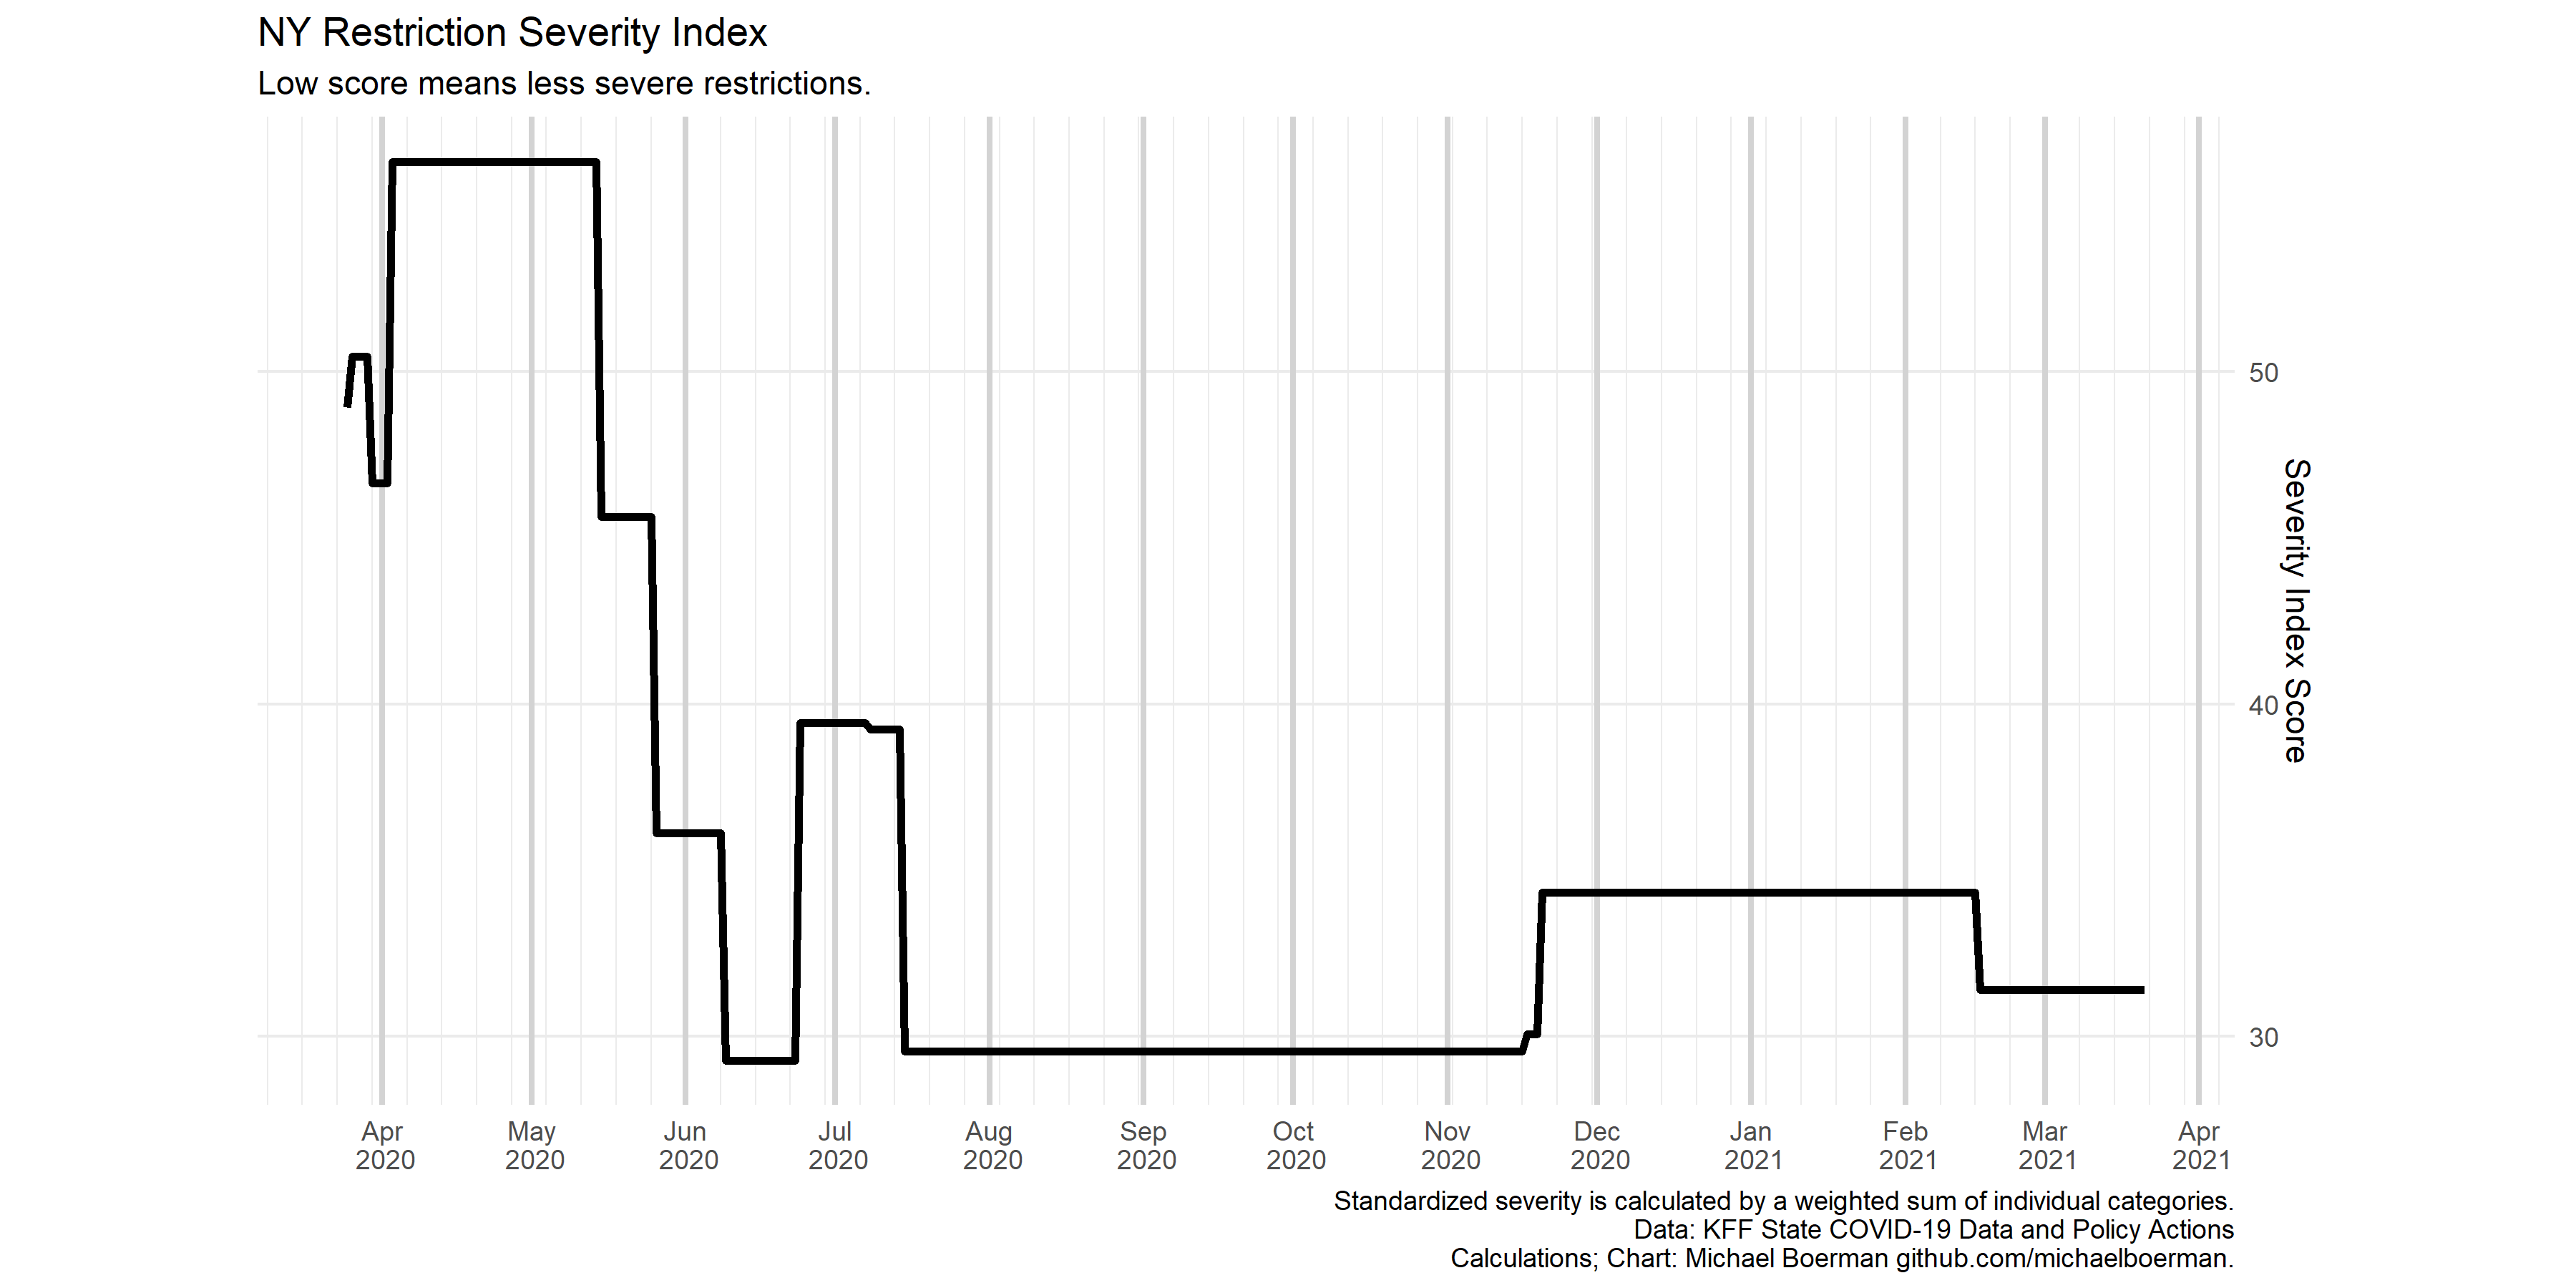 NY Restriction Severity Index
Low score means less severe restrictions.
50
40
30
Severity Index Score
Apr 2020
May 2020
Jun 2020
Jul 2020
Aug 2020
Sep 2020
Oct 2020
Nov 2020
Dec 2020
Jan 2021
Feb 2021
Mar 2021
Apr 2021
Standardized severity is calculated by a weighted sum of individual categories.
Data: KFF State COVID-19 Data and Policy Actions
Calculations; Chart: Michael Boerman github.com/michaelboerman.